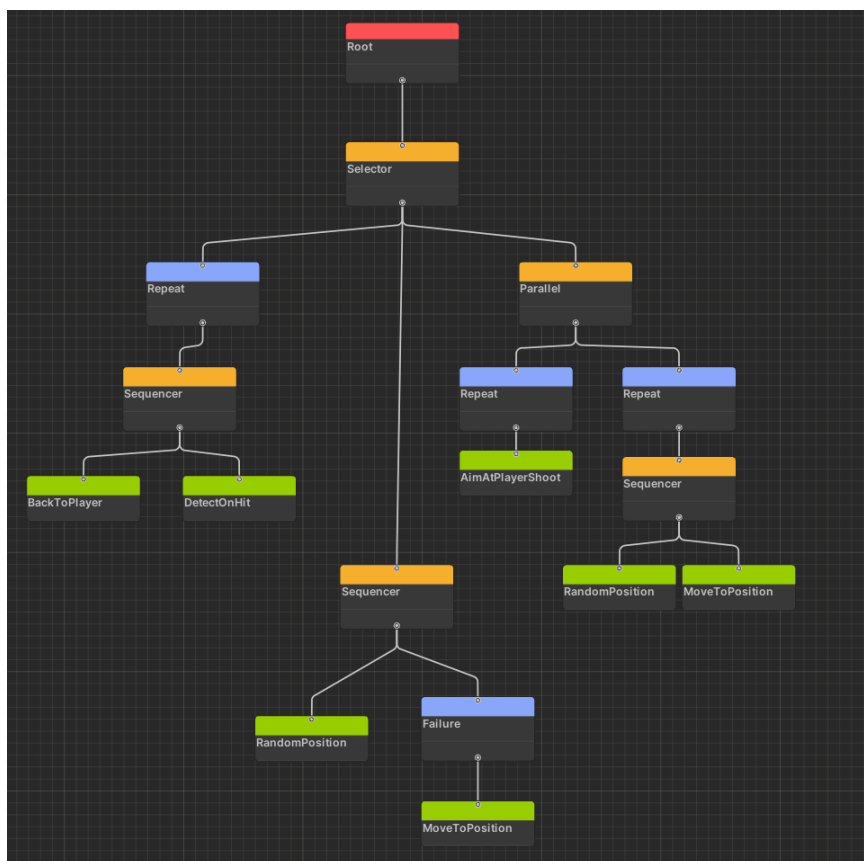 Root
Selector
Repeat
Parallel
Sequencer
Repeat
Repeat
BackToPlayer
DetectOnHit
AimAtPlayerShoot
Sequencer
Sequencer
RandomPosition
MoveToPosition
RandomPosition
Failure
MoveToPosition